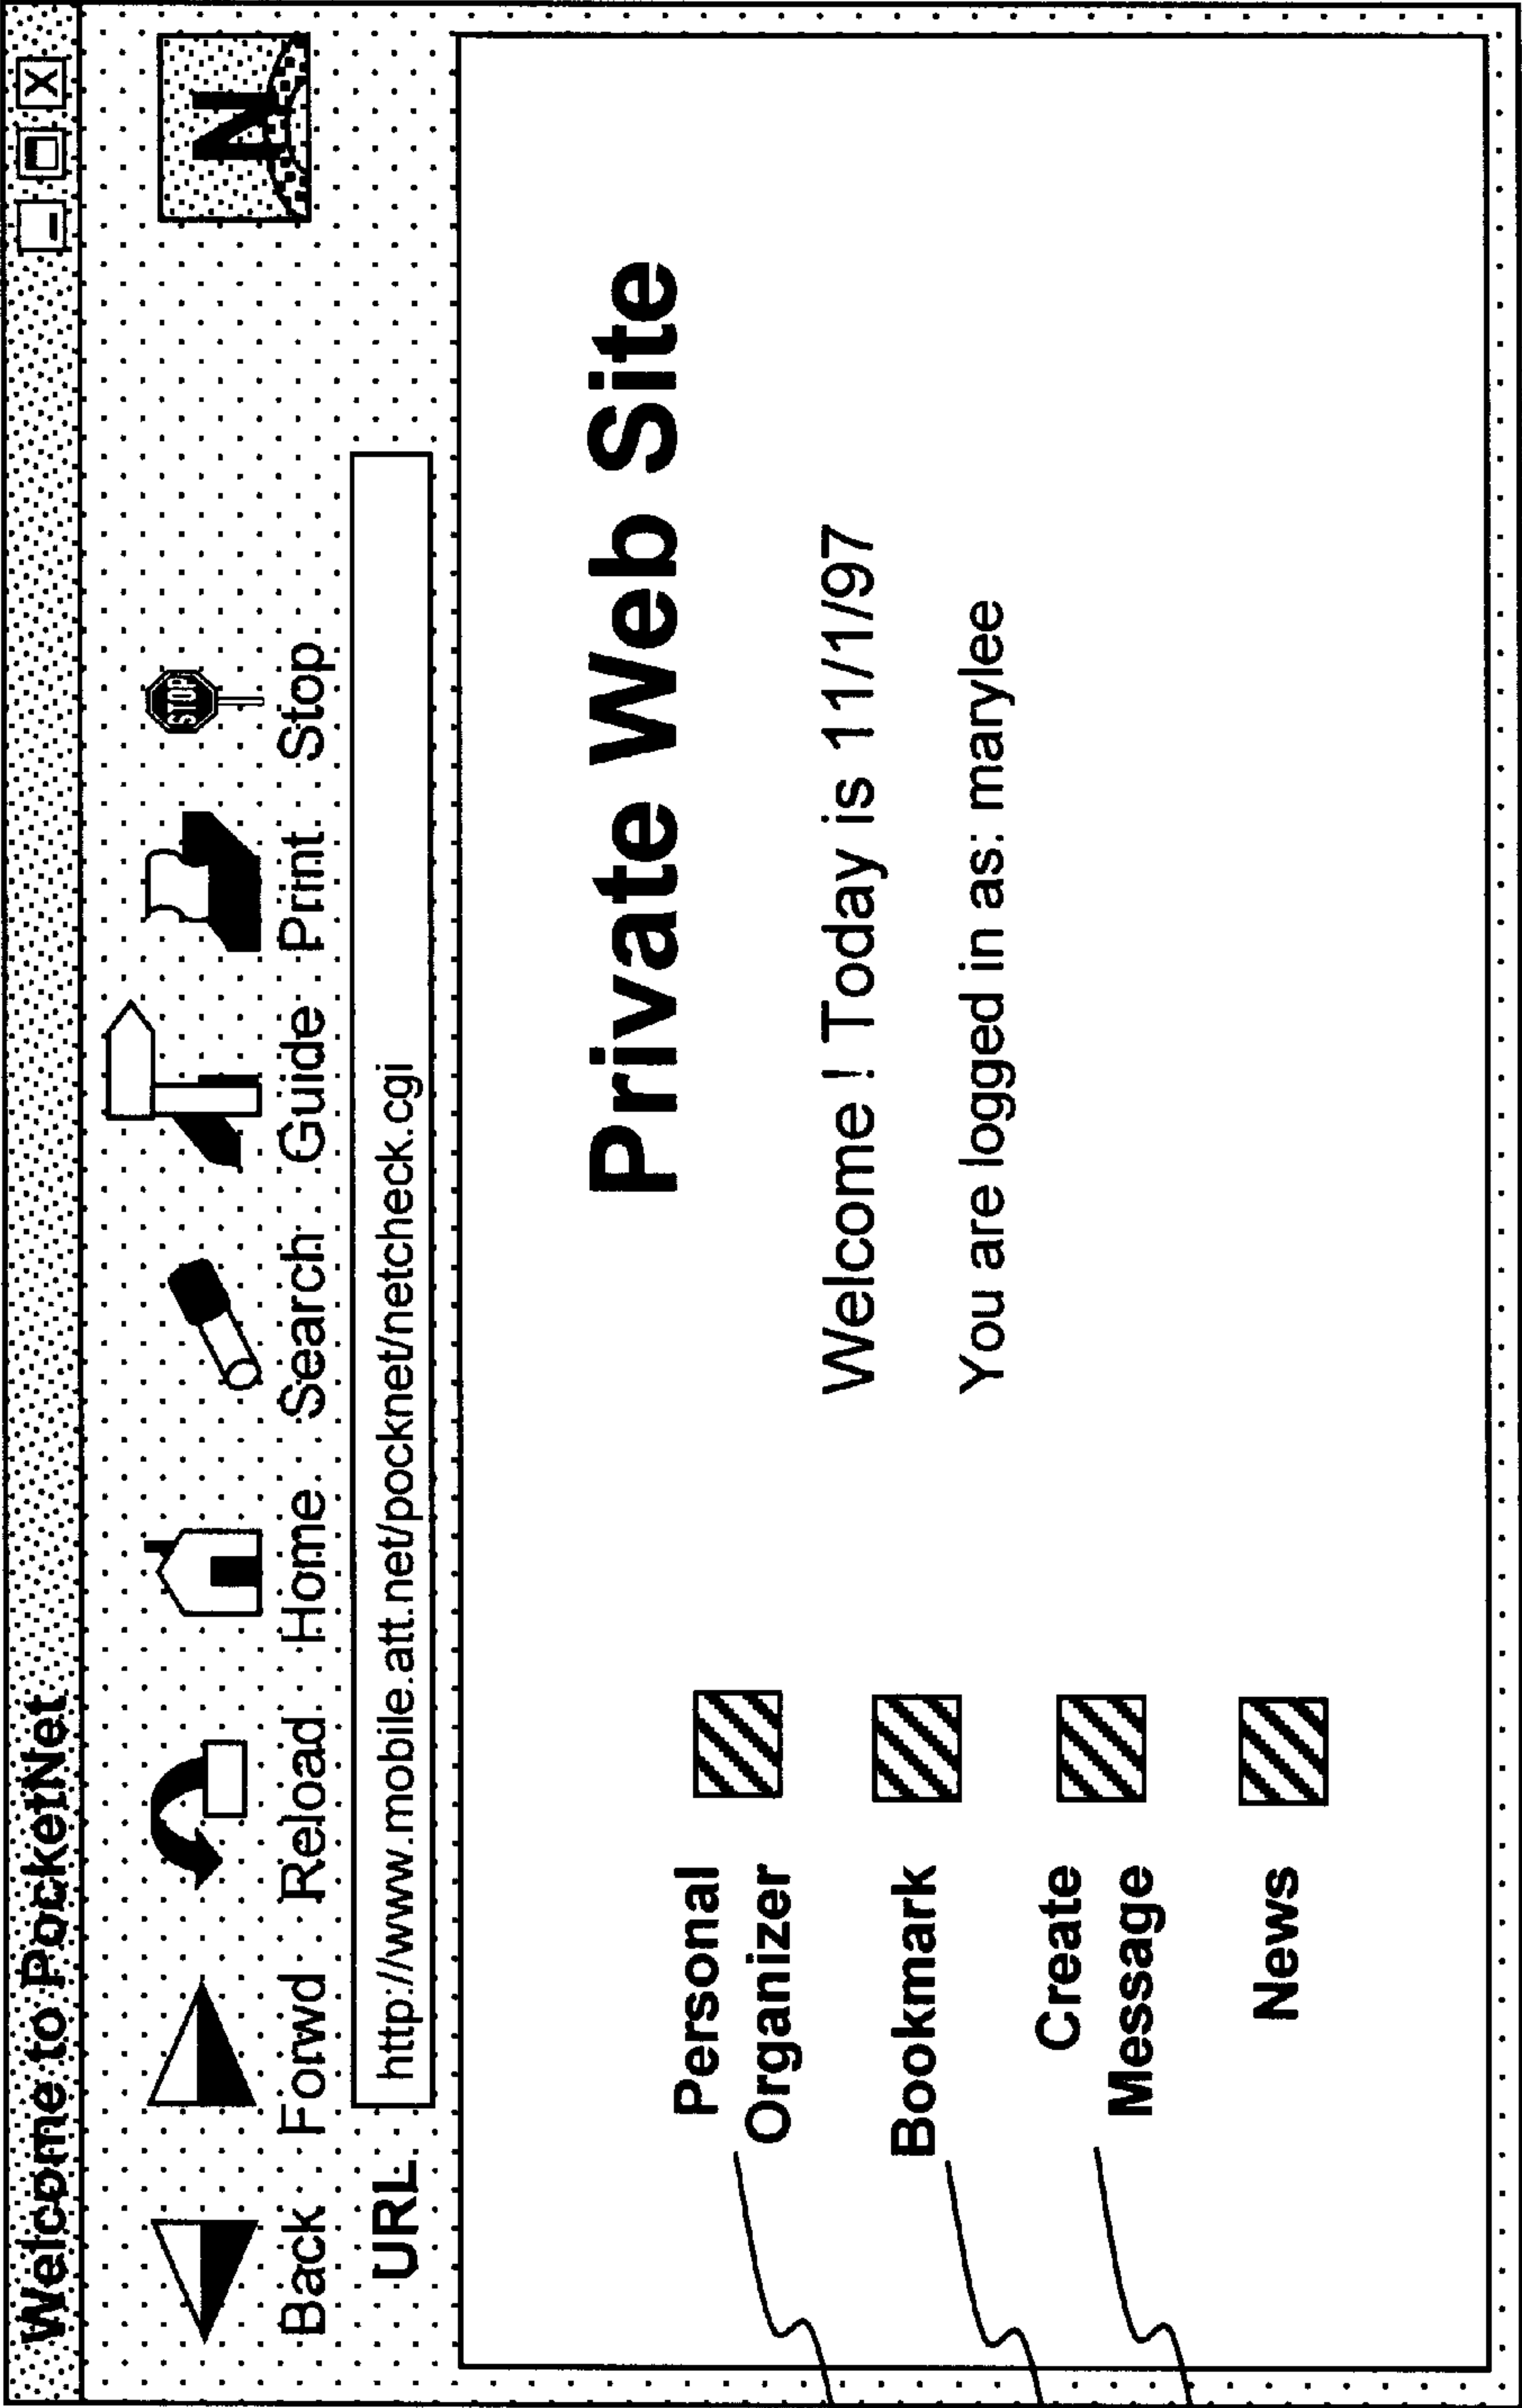 Welcome to PocketNet
_ X
N
STOP
Back Forwd Reload Home Search Guide Print Stop
URL http://www.mobile.att.net/pocknet/netcheck.cgi
Private Web Site
Welcome ! Today is 11/1/97
You are logged in as: marylee
Personal
Organizer
Bookmark
Create
Message
News